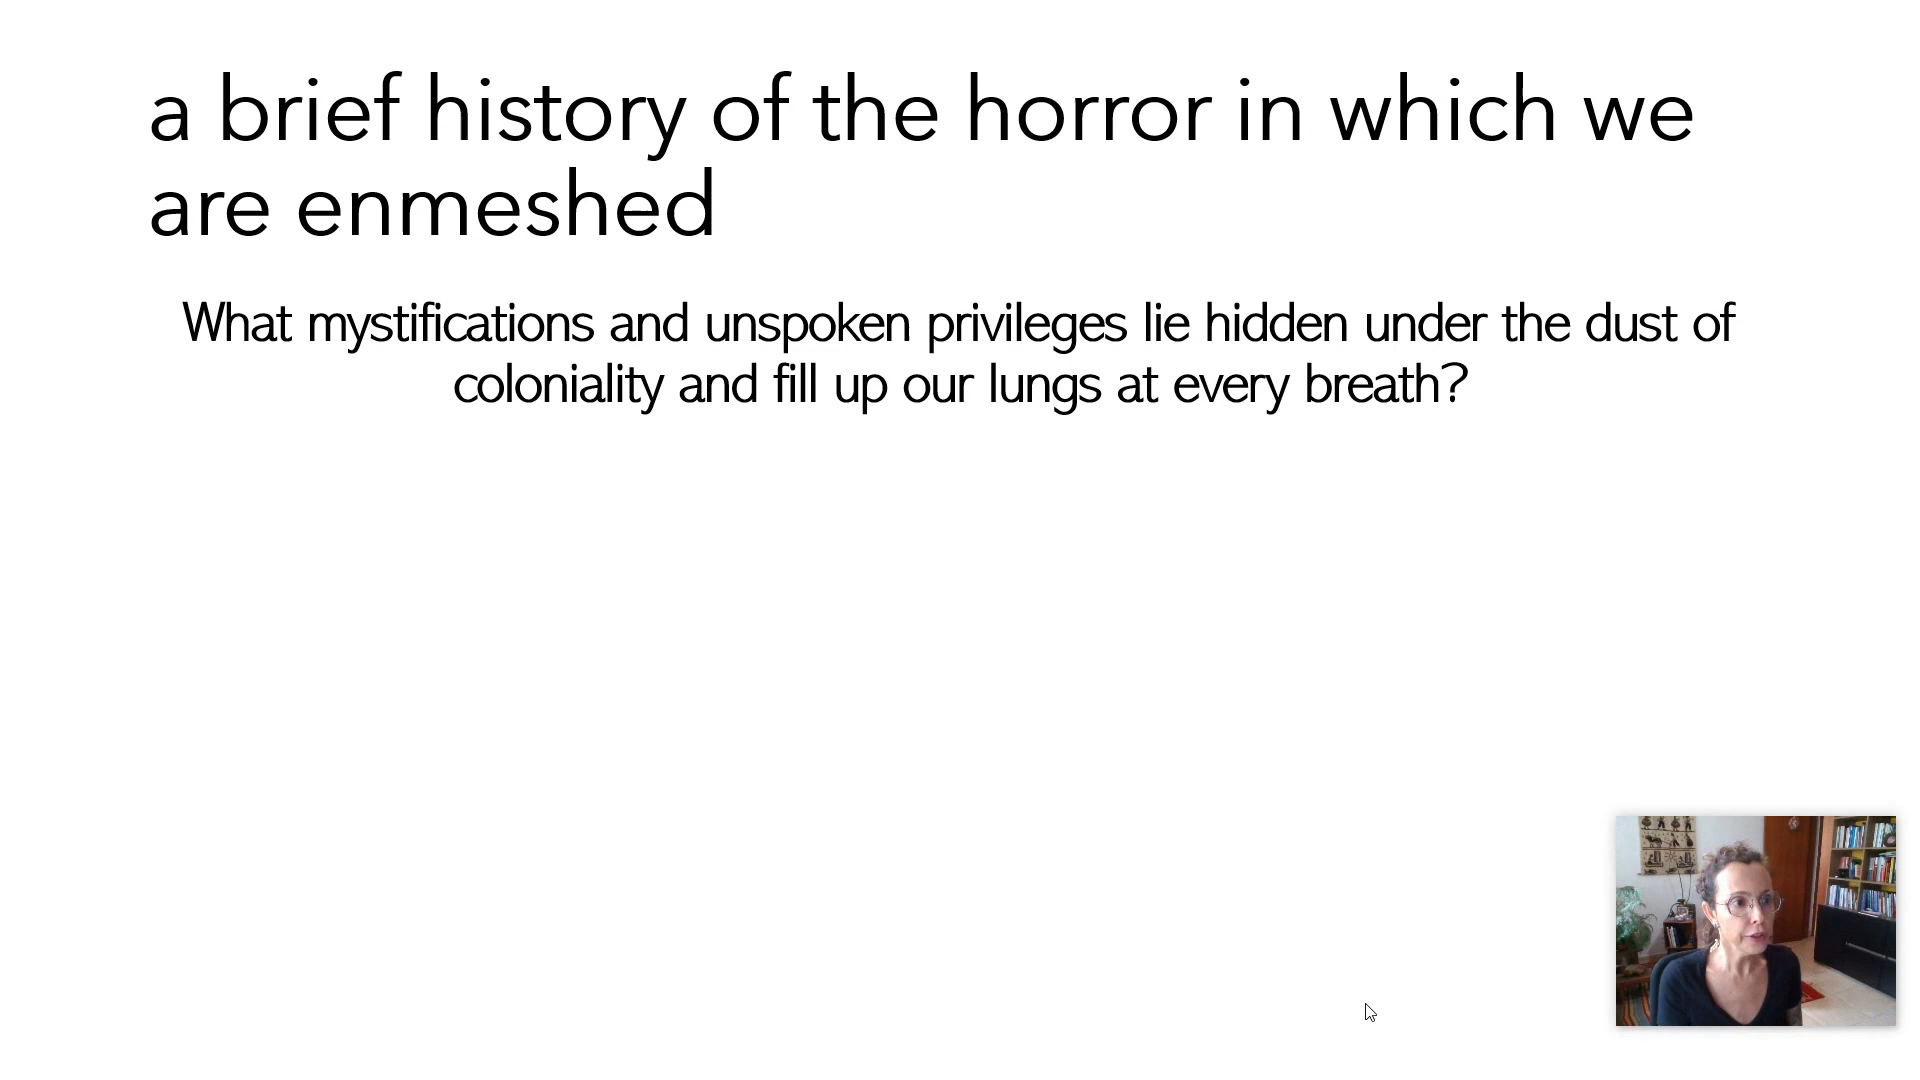 a brief history of the horror in which we
are enmeshed
What mystifications and unspoken privileges lie hidden under the dust of
coloniality and fill up our lungs at every breath?